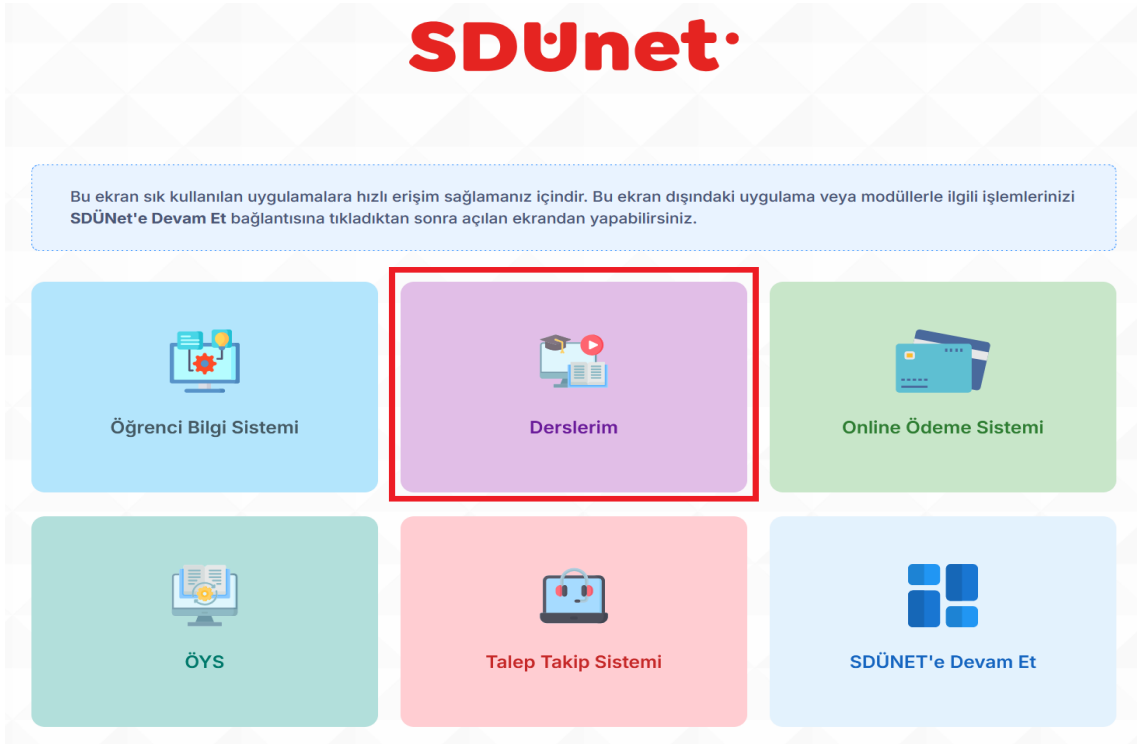 SDÜnet
Bu ekran sık kullanılan uygulamalara hızlı erişim sağlamanız içindir. Bu ekran dışındaki uygulama veya modüllerle ilgili işlemlerinizi
SDÜNet'e Devam Et bağlantısına tıkladıktan sonra açılan ekrandan yapabilirsiniz.
Öğrenci Bilgi Sistemi
Derslerim
Online Ödeme Sistemi
ÖYS
Talep Takip Sistemi
SDÜNET'e Devam Et